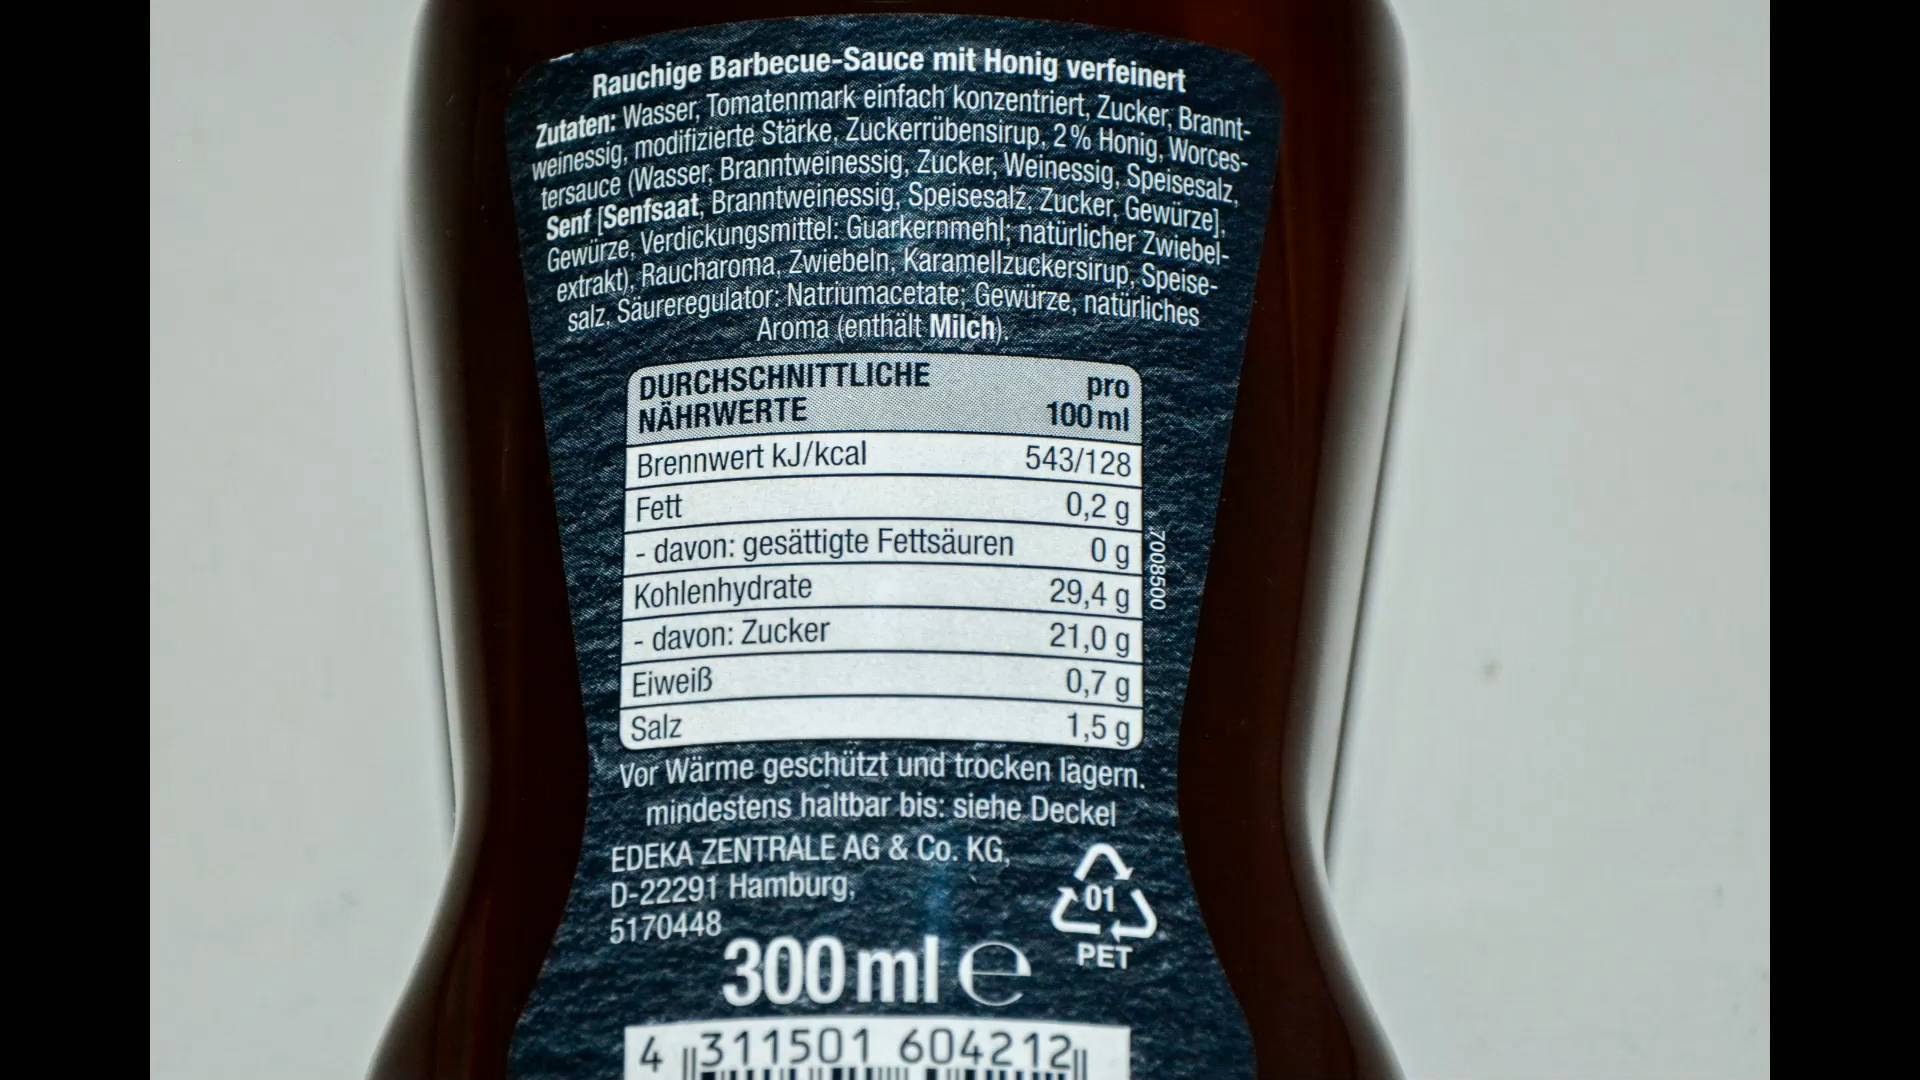 Rauchige Barbecue-Sauce mit Honig verfeinert
Zutaten: Wasser, Tomatenmark einfach konzentriert, Zucker, Brannt-
weinessig, modifizierte Stärke, Zuckerrübensirup, 2% Honig, Worces-
tersauce (Wasser, Branntweinessig, Zucker, Weinessig, Speisesalz,
Senf [Senfsaat, Branntweinessig, Speisesalz, Zucker, Gewürze],
Gewürze, Verdickungsmittel: Guarkernmehl; natürlicher Zwiebel-
extrakt), Raucharoma, Zwiebeln, Karamellzuckersirup, Speise-
salz, Säureregulator: Natriumacetate; Gewürze, natürliches
Aroma (enthält Milch).
DURCHSCHNITTLICHE NÄHRWERTE pro 100 ml
Brennwert kJ/kcal 543/128
Fett 0,2 g
- davon: gesättigte Fettsäuren 0 g
Kohlenhydrate 29,4 g
- davon: Zucker 21,0 g
Eiweiß 0,7 g
Salz 1,5 g
7008500
Vor Wärme geschützt und trocken lagern.
mindestens haltbar bis: siehe Deckel
EDEKA ZENTRALE AG & Co. KG,
D-22291 Hamburg,
5170448
01
PET
300 ml e
4 311501 604212